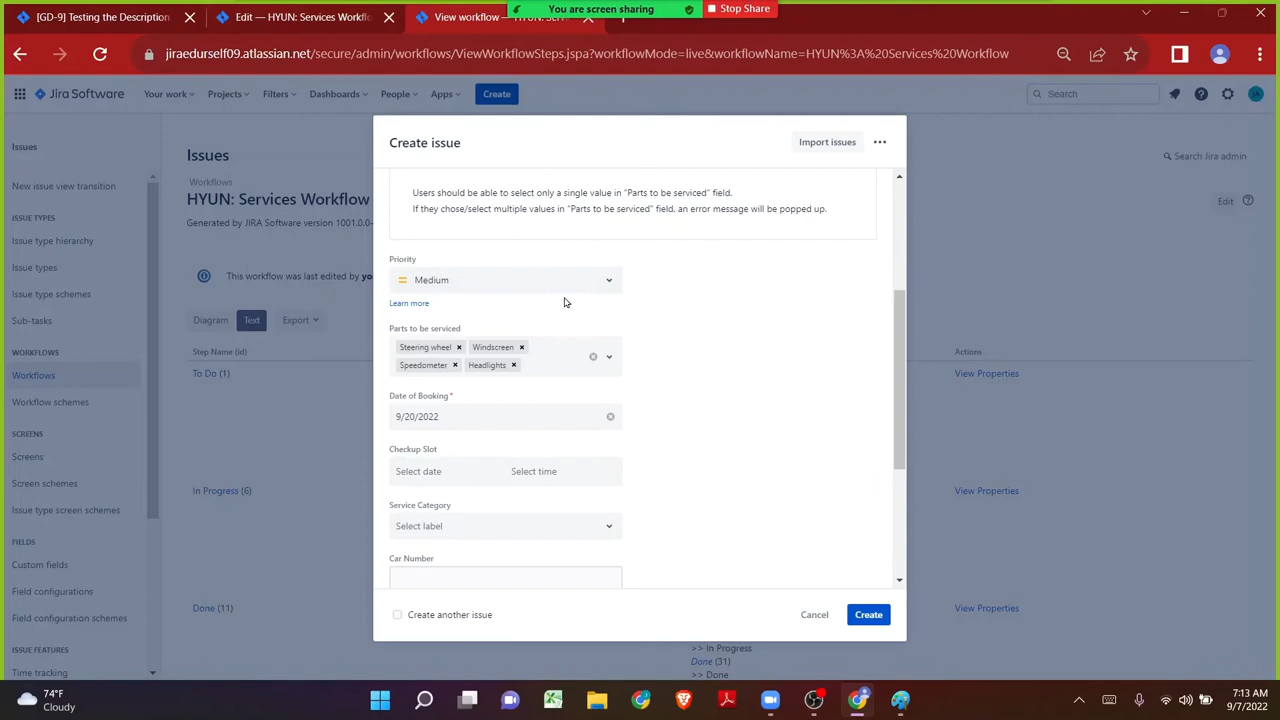 You are screen sharing
Stop Share
[GD-9] Testing the Description
Edit — HYUN: Services Workfl
View workflow —
jiraedurself09.atlassian.net/secure/admin/workflows/ViewWorkflowSteps.jspa?workflowMode=live&workflowName=HYUN%3A%20Services%20Workflow
Jira Software
Your work
Projects
Filters
Dashboards
People
Apps
Create
Search
Issues
New issue view transition
ISSUE TYPES
Issue type hierarchy
Issue types
Issue type schemes
Sub-tasks
WORKFLOWS
Workflows
Workflow schemes
SCREENS
Screens
Screen schemes
Issue type screen schemes
FIELDS
Custom fields
Field configurations
Field configuration schemes
ISSUE FEATURES
Time tracking
Issues
Search Jira admin
Workflows
HYUN: Services Workflow
Edit
Generated by JIRA Software version 1001.0.0-
This workflow was last edited by yo
Diagram
Text
Export
Step Name (id)
Actions
To Do (1)
View Properties
In Progress (6)
View Properties
Done (11)
View Properties
>> In Progress
Done (31)
>> Done
Create issue
Import issues
Users should be able to select only a single value in "Parts to be serviced" field.
If they chose/select multiple values in "Parts to be serviced" field, an error message will be popped up.
Priority
Medium
Learn more
Parts to be serviced
Steering wheel
Windscreen
Speedometer
Headlights
Date of Booking *
9/20/2022
Checkup Slot
Select date
Select time
Service Category
Select label
Car Number
Create another issue
Cancel
Create
74°F
Cloudy
7:13 AM
9/7/2022